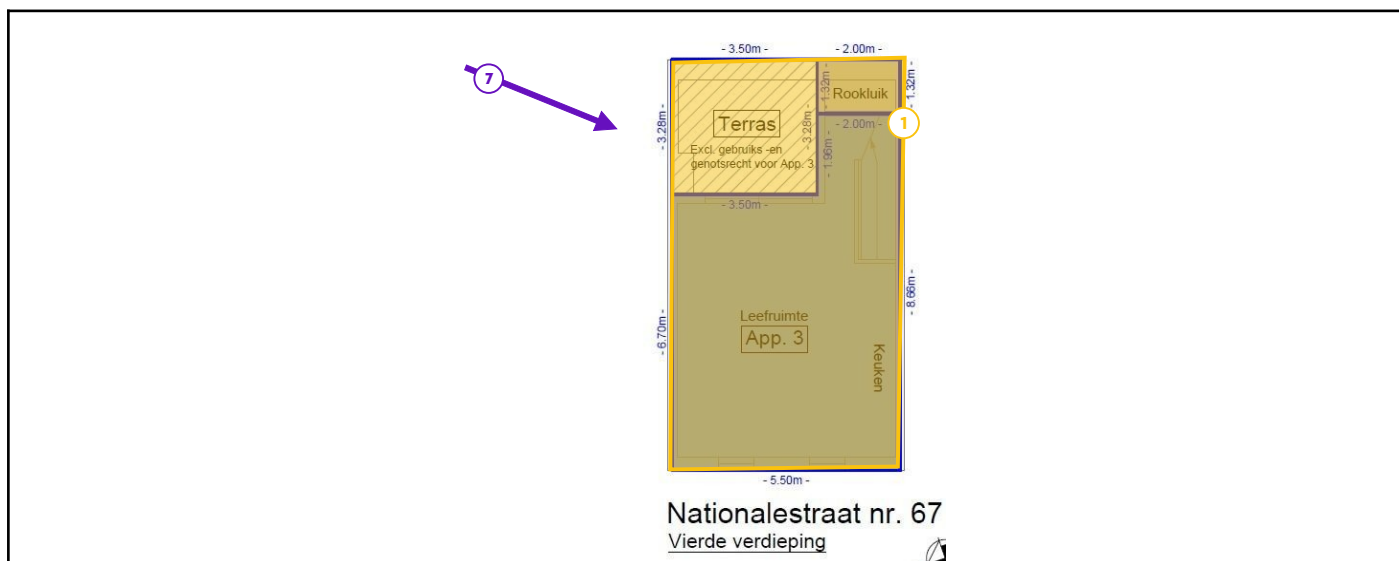 - 3.50m -
- 2.00m -
7
- 3.28m -
- 1.32m -
Rookluik
- 1.32m -
Terras
- 3.28m -
- 2.00m -
1
Excl. gebruiks -en
genotsrecht voor App. 3
- 1.96m -
- 3.50m -
- 8.66m -
Leefruimte
App. 3
- 6.70m -
Keuken
- 5.50m -
Nationalestraat nr. 67
Vierde verdieping